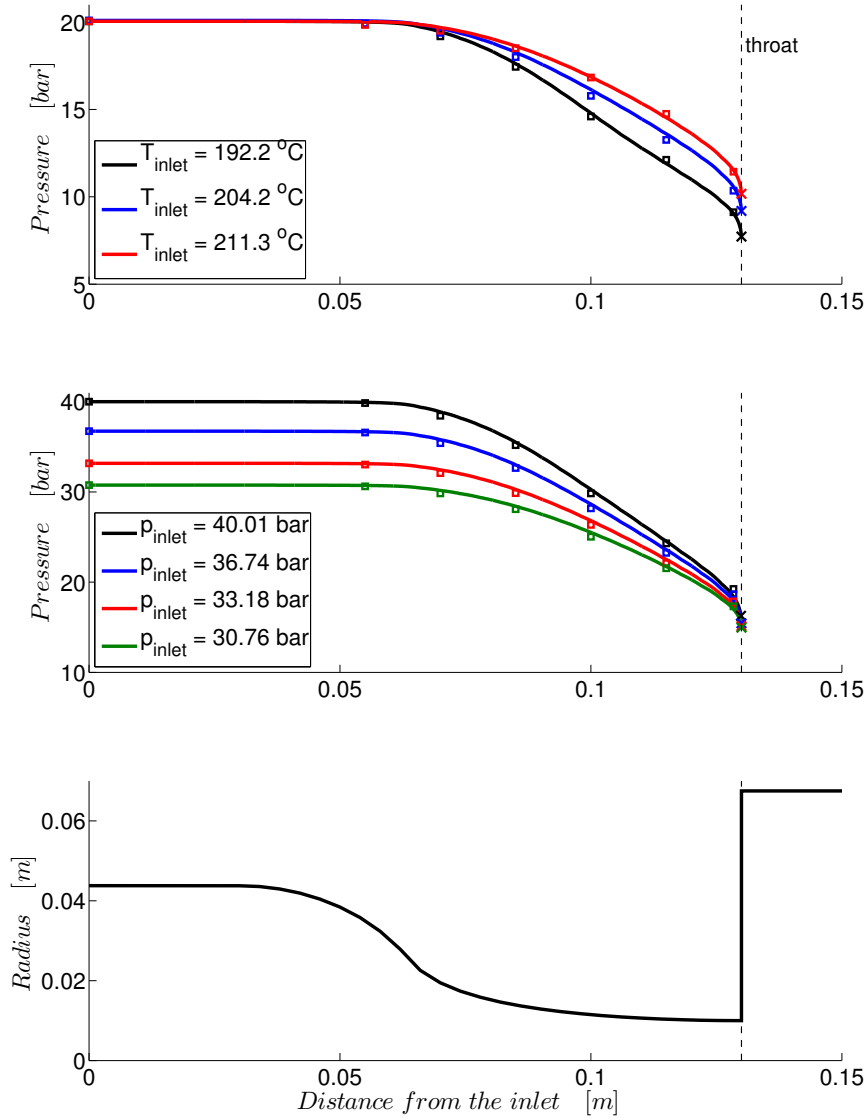 20
15
10
5
Pressure [bar]
throat
T_inlet = 192.2 °C
T_inlet = 204.2 °C
T_inlet = 211.3 °C
0 0.05 0.1 0.15
40
30
20
10
Pressure [bar]
p_inlet = 40.01 bar
p_inlet = 36.74 bar
p_inlet = 33.18 bar
p_inlet = 30.76 bar
0 0.05 0.1 0.15
0.06
0.04
0.02
0
Radius [m]
0 0.05 0.1 0.15
Distance from the inlet [m]